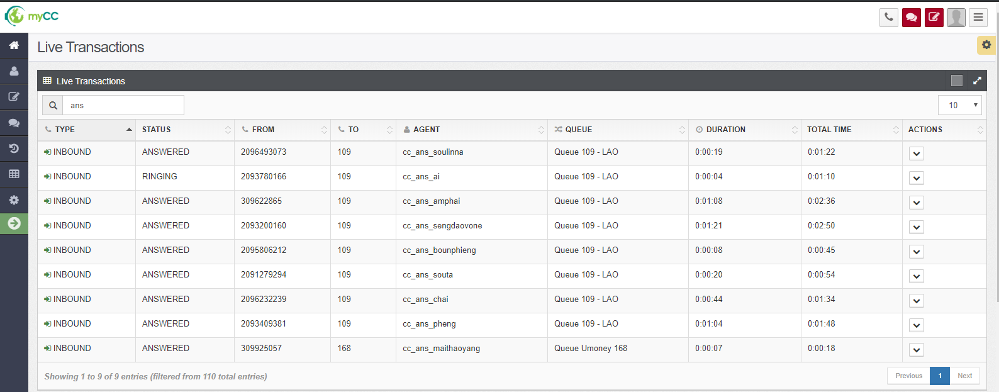 myCC
Live Transactions
Live Transactions
ans
10
TYPE STATUS FROM TO AGENT QUEUE DURATION TOTAL TIME ACTIONS
INBOUND ANSWERED 2096493073 109 cc_ans_soulinna Queue 109 - LAO 0:00:19 0:01:22
INBOUND RINGING 2093780166 109 cc_ans_ai Queue 109 - LAO 0:00:04 0:01:10
INBOUND ANSWERED 309622865 109 cc_ans_amphai Queue 109 - LAO 0:01:08 0:02:36
INBOUND ANSWERED 2093200160 109 cc_ans_sengdaovone Queue 109 - LAO 0:01:21 0:02:50
INBOUND ANSWERED 2095806212 109 cc_ans_bounphieng Queue 109 - LAO 0:00:08 0:00:45
INBOUND ANSWERED 2091279294 109 cc_ans_souta Queue 109 - LAO 0:00:20 0:00:54
INBOUND ANSWERED 2096232239 109 cc_ans_chai Queue 109 - LAO 0:00:44 0:01:34
INBOUND ANSWERED 2093409381 109 cc_ans_pheng Queue 109 - LAO 0:01:04 0:01:48
INBOUND ANSWERED 309925057 168 cc_ans_maithaoyang Queue Umoney 168 0:00:07 0:00:18
Showing 1 to 9 of 9 entries (filtered from 110 total entries)
Previous 1 Next